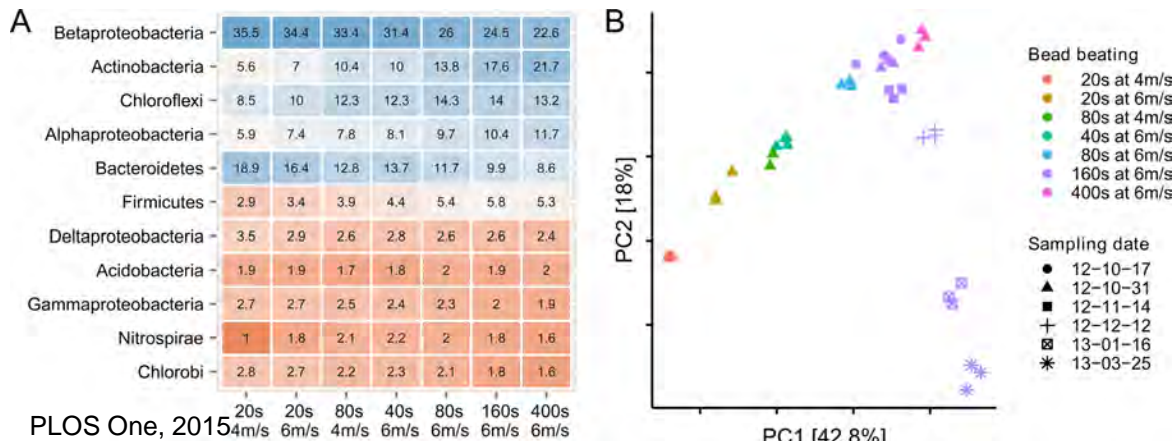 A
Betaproteobacteria 35.5 34.4 33.4 31.4 26 24.5 22.6
Actinobacteria 5.6 7 10.4 10 13.8 17.6 21.7
Chloroflexi 8.5 10 12.3 12.3 14.3 14 13.2
Alphaproteobacteria 5.9 7.4 7.8 8.1 9.7 10.4 11.7
Bacteroidetes 18.9 16.4 12.8 13.7 11.7 9.9 8.6
Firmicutes 2.9 3.4 3.9 4.4 5.4 5.8 5.3
Deltaproteobacteria 3.5 2.9 2.6 2.8 2.6 2.6 2.4
Acidobacteria 1.9 1.9 1.7 1.8 2 1.9 2
Gammaproteobacteria 2.7 2.7 2.5 2.4 2.3 2 1.9
Nitrospirae 1 1.8 2.1 2.2 2 1.8 1.6
Chlorobi 2.8 2.7 2.2 2.3 2.1 1.8 1.6
20s 20s 80s 40s 80s 160s 400s
4m/s 6m/s 4m/s 6m/s 6m/s 6m/s 6m/s
PLOS One, 2015
B
PC2 [18%]
PC1 [42.8%]
Bead beating
20s at 4m/s
20s at 6m/s
80s at 4m/s
40s at 6m/s
80s at 6m/s
160s at 6m/s
400s at 6m/s
Sampling date
12-10-17
12-10-31
12-11-14
12-12-12
13-01-16
13-03-25